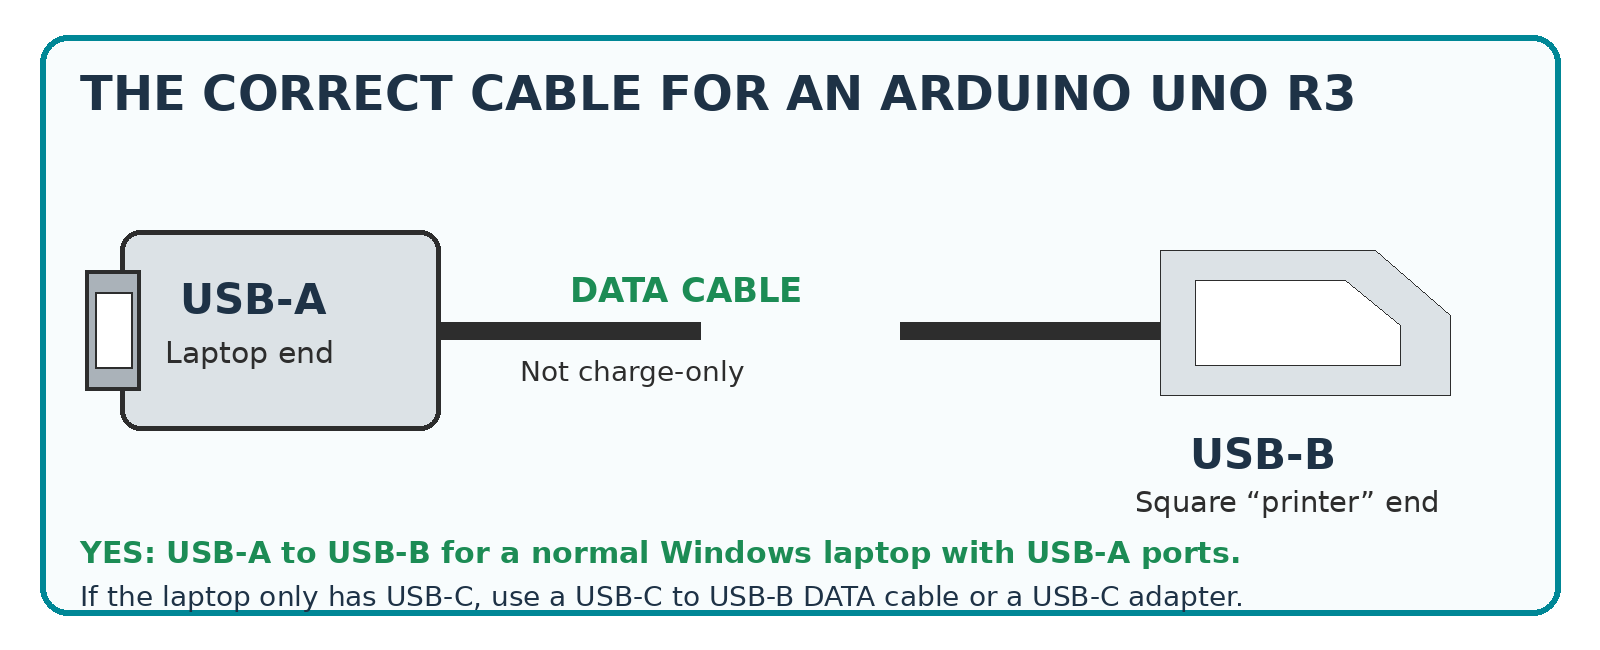 THE CORRECT CABLE FOR AN ARDUINO UNO R3
USB-A
Laptop end
DATA CABLE
Not charge-only
USB-B
Square “printer” end
YES: USB-A to USB-B for a normal Windows laptop with USB-A ports.
If the laptop only has USB-C, use a USB-C to USB-B DATA cable or a USB-C adapter.